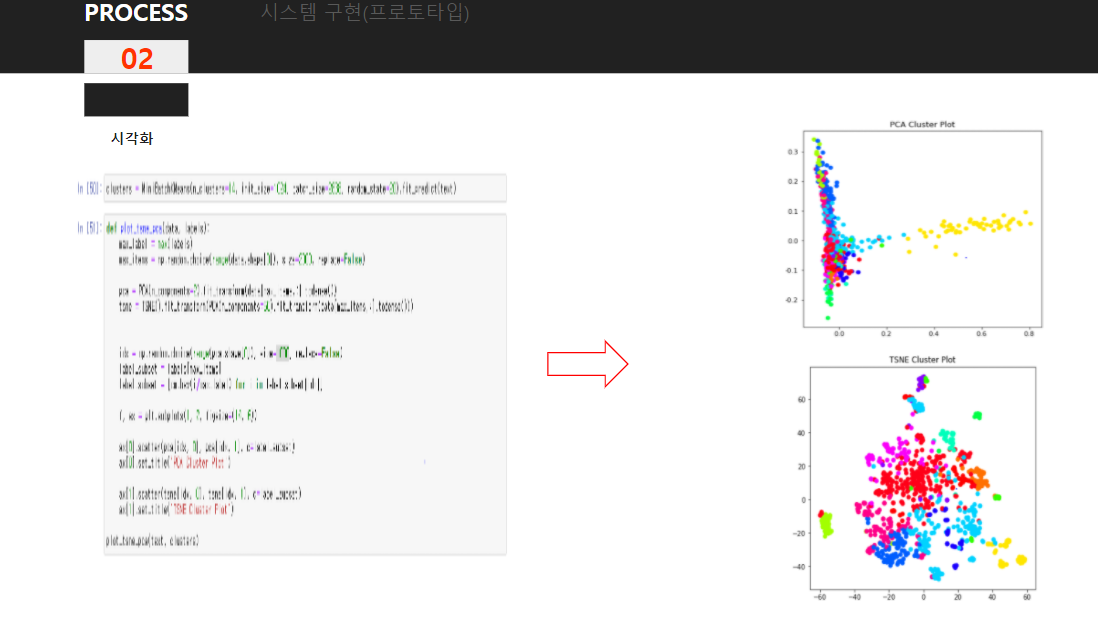 PROCESS
시스템 구현(프로토타입)
02
시각화
In [50]: clusters = MiniBatchKMeans(n_clusters=14, init_size=1024, batch_size=2048, random_state=20).fit_predict(text)
In [51]: def plot_tsne_pca(data, labels):
max_label = max(labels)
max_items = np.random.choice(range(data.shape[0]), size=3000, replace=False)
pca = PCA(n_components=2).fit_transform(data[max_items,:].todense())
tsne = TSNE().fit_transform(PCA(n_components=50).fit_transform(data[max_items,:].todense()))
idx = np.random.choice(range(pca.shape[0]), size= replace=False)
label_subset = labels[max_items]
label_subset = for i in label_subset[idx]]
f, ax = plt.subplots(1, 2, figsize=(14, 6))
ax[0].scatter(pca[idx, 0], pca[idx, 1], c=label_subset)
ax[0].set_title('PCA Cluster Plot')
ax[1].scatter(tsne[idx, 0], tsne[idx, 1], c=label_subset)
ax[1].set_title('TSNE Cluster Plot')
plot_tsne_pca(text, clusters)
PCA Cluster Plot
0.3
0.2
0.1
0.0
-0.1
-0.2
0.0 0.2 0.4 0.6 0.8
TSNE Cluster Plot
60
40
20
0
−20
−40
−60 −40 −20 0 20 40 60